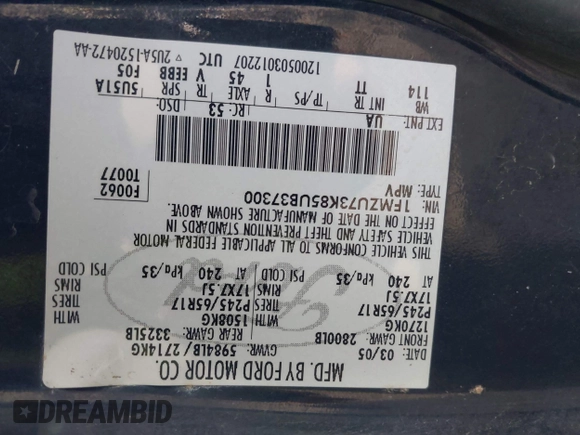 MFD. BY FORD MOTOR CO.
DATE: 03/05 GVWR: 5984LB/2714KG
FRONT GAWR: 2800LB REAR GAWR: 3325LB
1270KG WITH 1508KG WITH
P245/65R17 TIRES P245/65R17 TIRES
17X7.5J RIMS 17X7.5J RIMS
AT 240 kPa/35 PSI COLD AT 240 kPa/35 PSI COLD
THIS VEHICLE CONFORMS TO ALL APPLICABLE FEDERAL MOTOR
VEHICLE SAFETY AND THEFT PREVENTION STANDARDS IN
EFFECT ON THE DATE OF MANUFACTURE SHOWN ABOVE.
VIN: 1FMZU73K85UB37300 F0062
TYPE: MPV T0077
EXT PNT: UA RC: 53 DSO:
WB INT TR TP/PS R AXLE TR SPR 5U51A
114 TT 1 45 V EEBB F05
1200503012207 UTC ▽ 2U5A-1520472-AA
Ford
DREAMBID